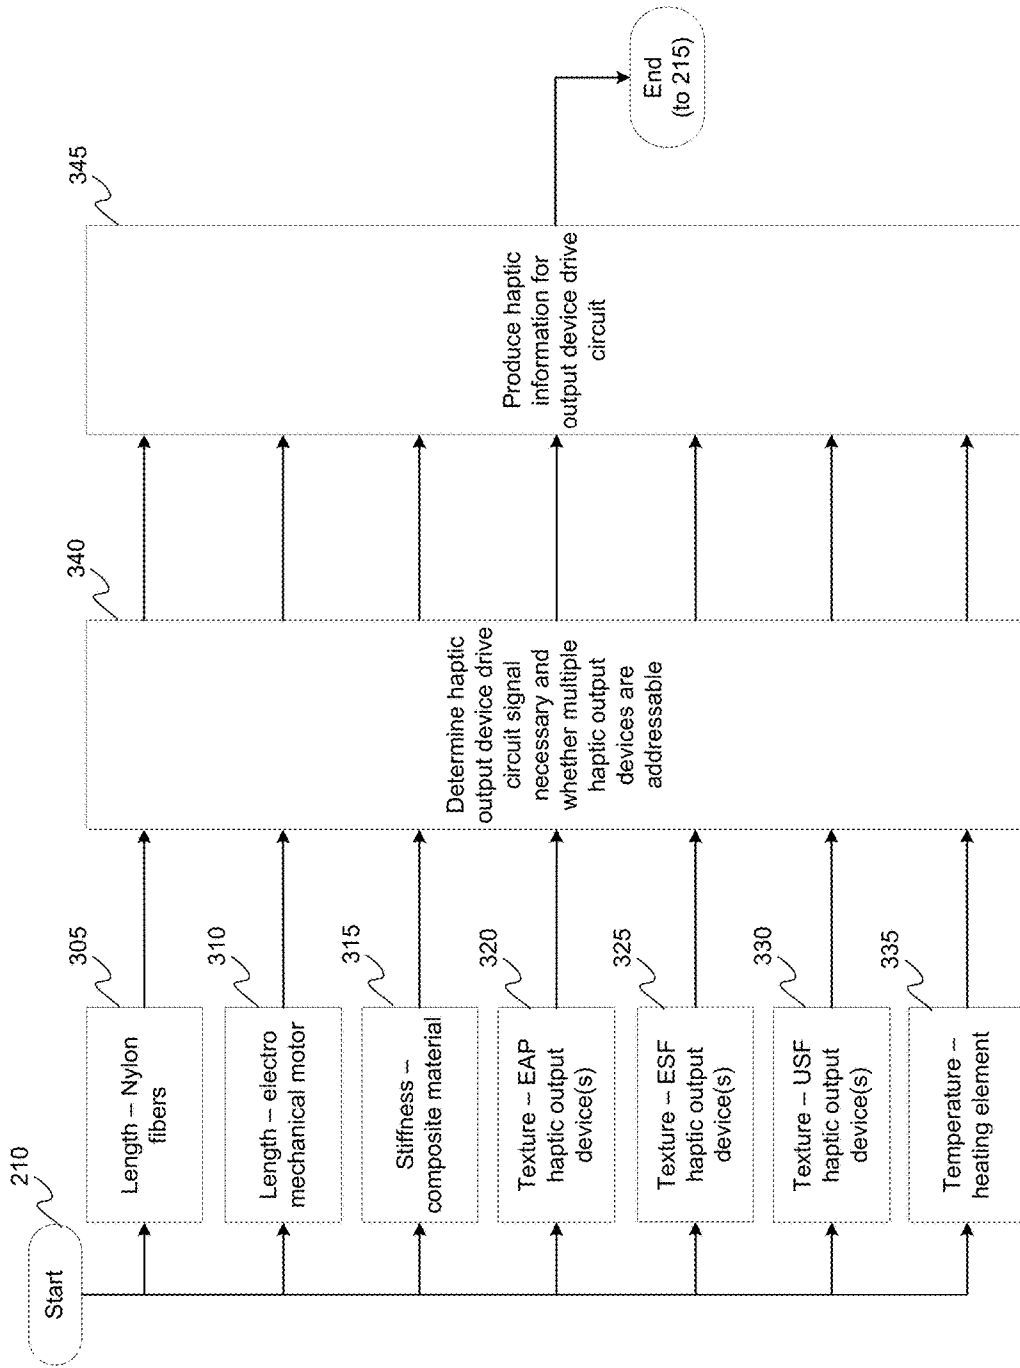 Start
210
Length – Nylon
fibers
305
Length – electro
mechanical motor
310
Stiffness –
composite material
315
Texture – EAP
haptic output
device(s)
320
Texture – ESF
haptic output
device(s)
325
Texture – USF
haptic output
device(s)
330
Temperature –
heating element
335
Determine haptic
output device drive
circuit signal
necessary and
whether multiple
haptic output
devices are
addressable
340
Produce haptic
information for
output device drive
circuit
345
End
(to 215)